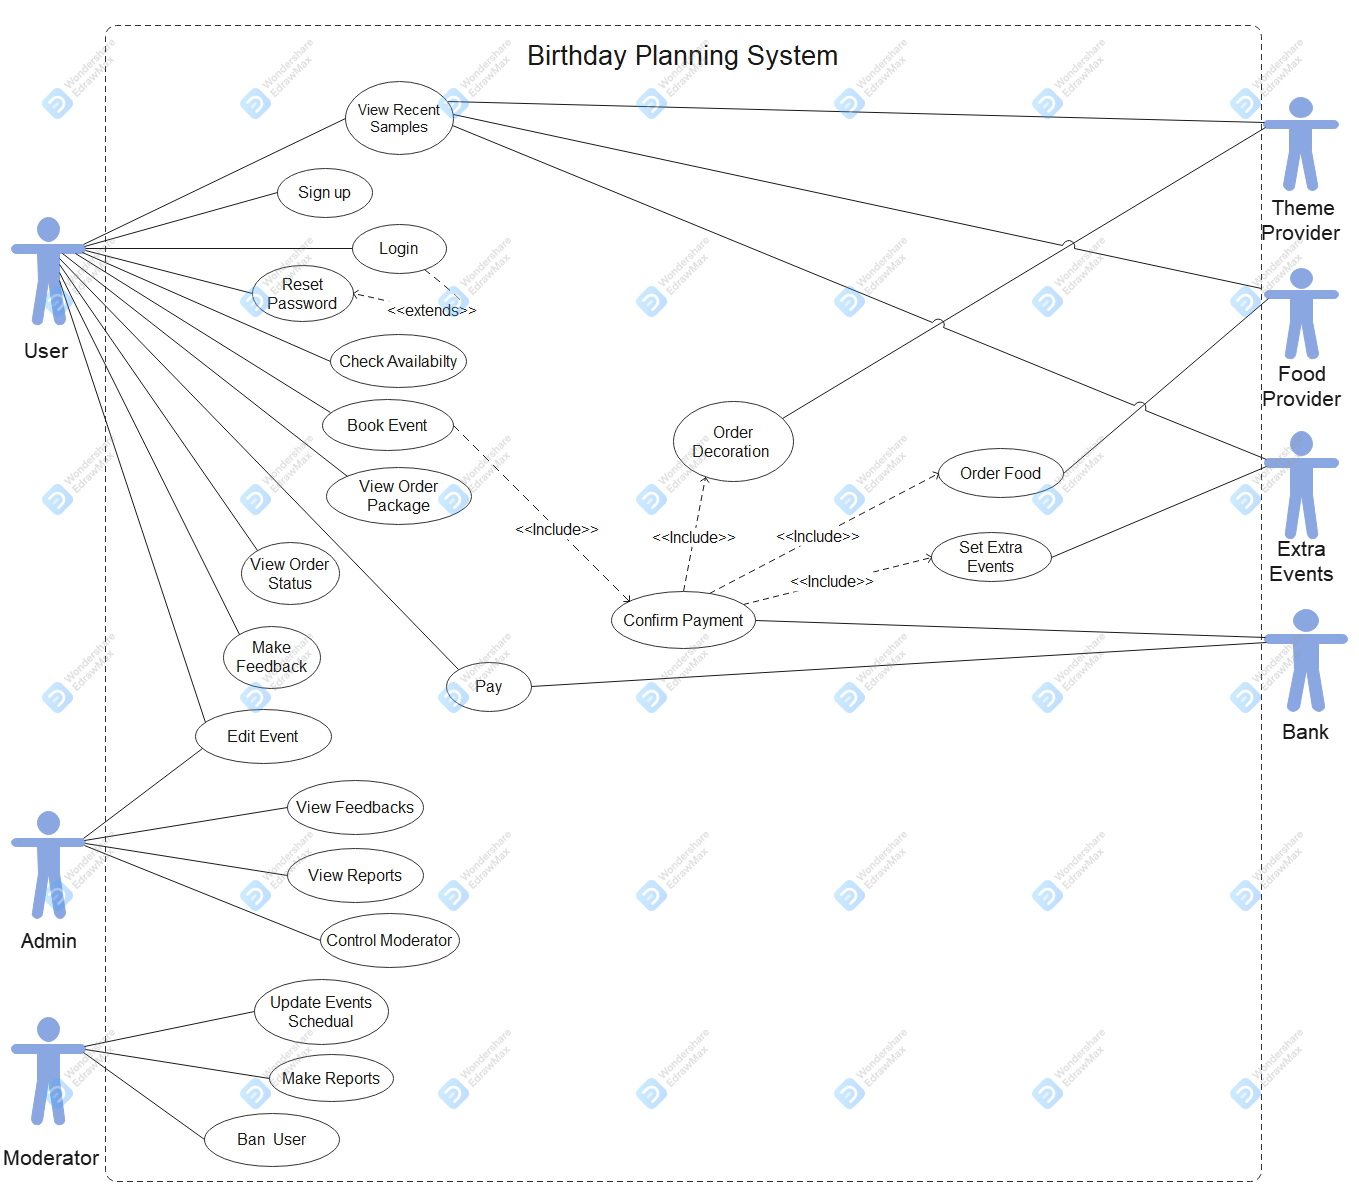 Birthday Planning System
View Recent
Samples
Sign up
Login
Reset
Password
<<extends>>
Check Availabilty
Book Event
View Order
Package
<<Include>>
View Order
Status
Make
Feedback
Pay
Edit Event
View Feedbacks
View Reports
Control Moderator
Update Events
Schedual
Make Reports
Ban User
Order
Decoration
Order Food
Set Extra
Events
<<Include>>
<<Include>>
<<Include>>
Confirm Payment
User
Admin
Moderator
Theme
Provider
Food
Provider
Extra
Events
Bank
Wondershare
EdrawMax